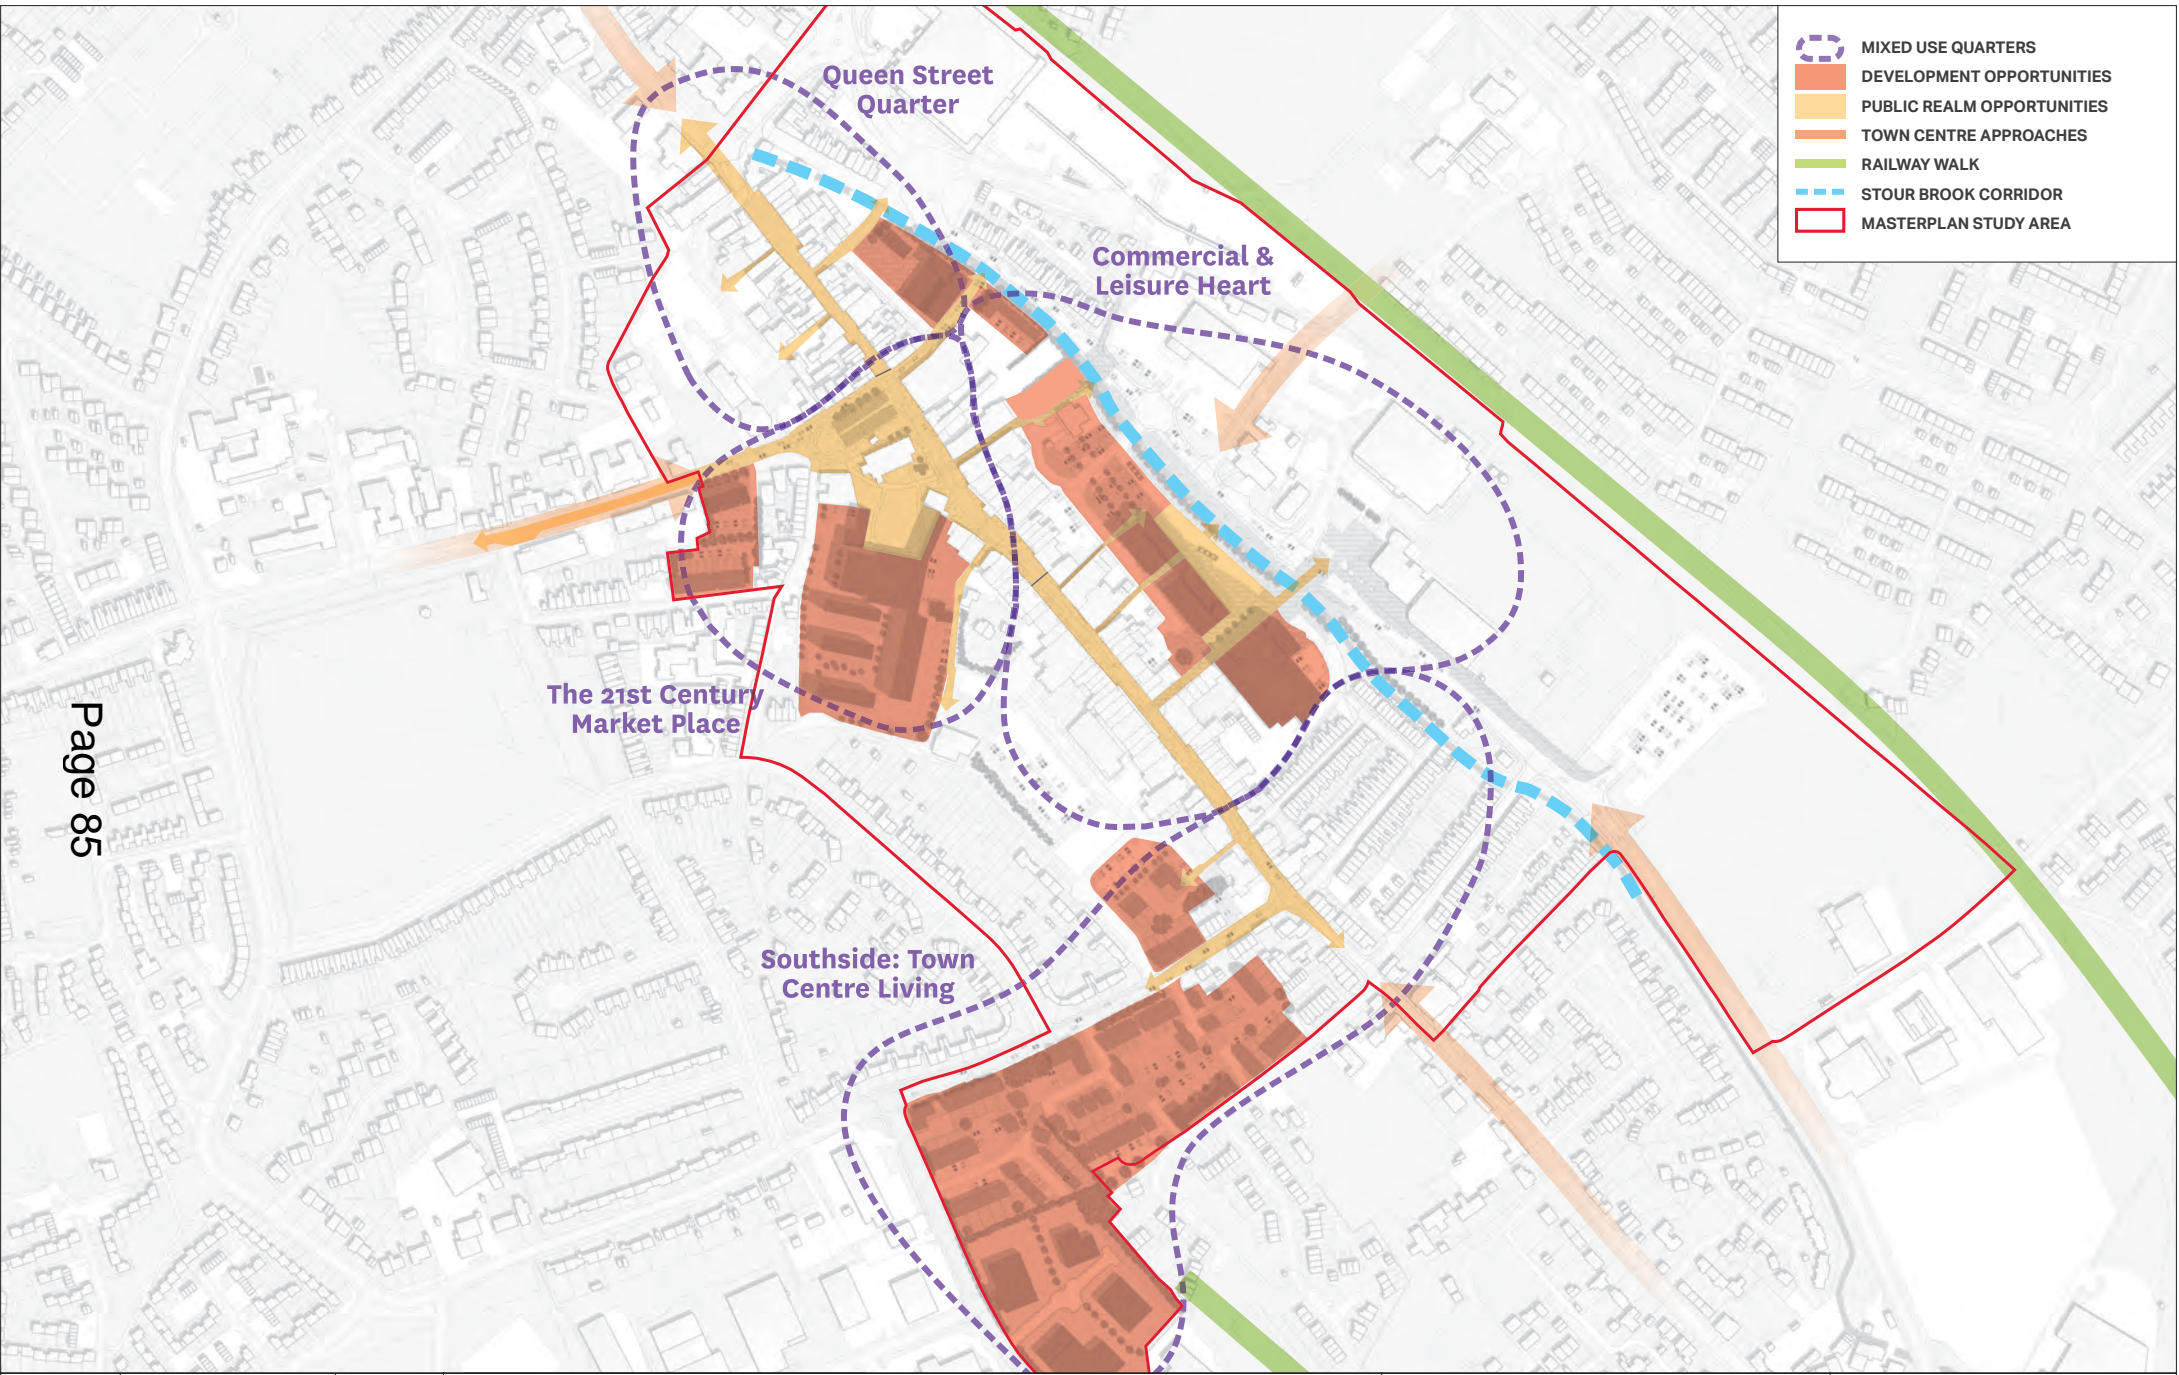 Queen Street
Quarter
Commercial &
Leisure Heart
The 21st Century
Market Place
Southside: Town
Centre Living
MIXED USE QUARTERS
DEVELOPMENT OPPORTUNITIES
PUBLIC REALM OPPORTUNITIES
TOWN CENTRE APPROACHES
RAILWAY WALK
STOUR BROOK CORRIDOR
MASTERPLAN STUDY AREA
Page 85